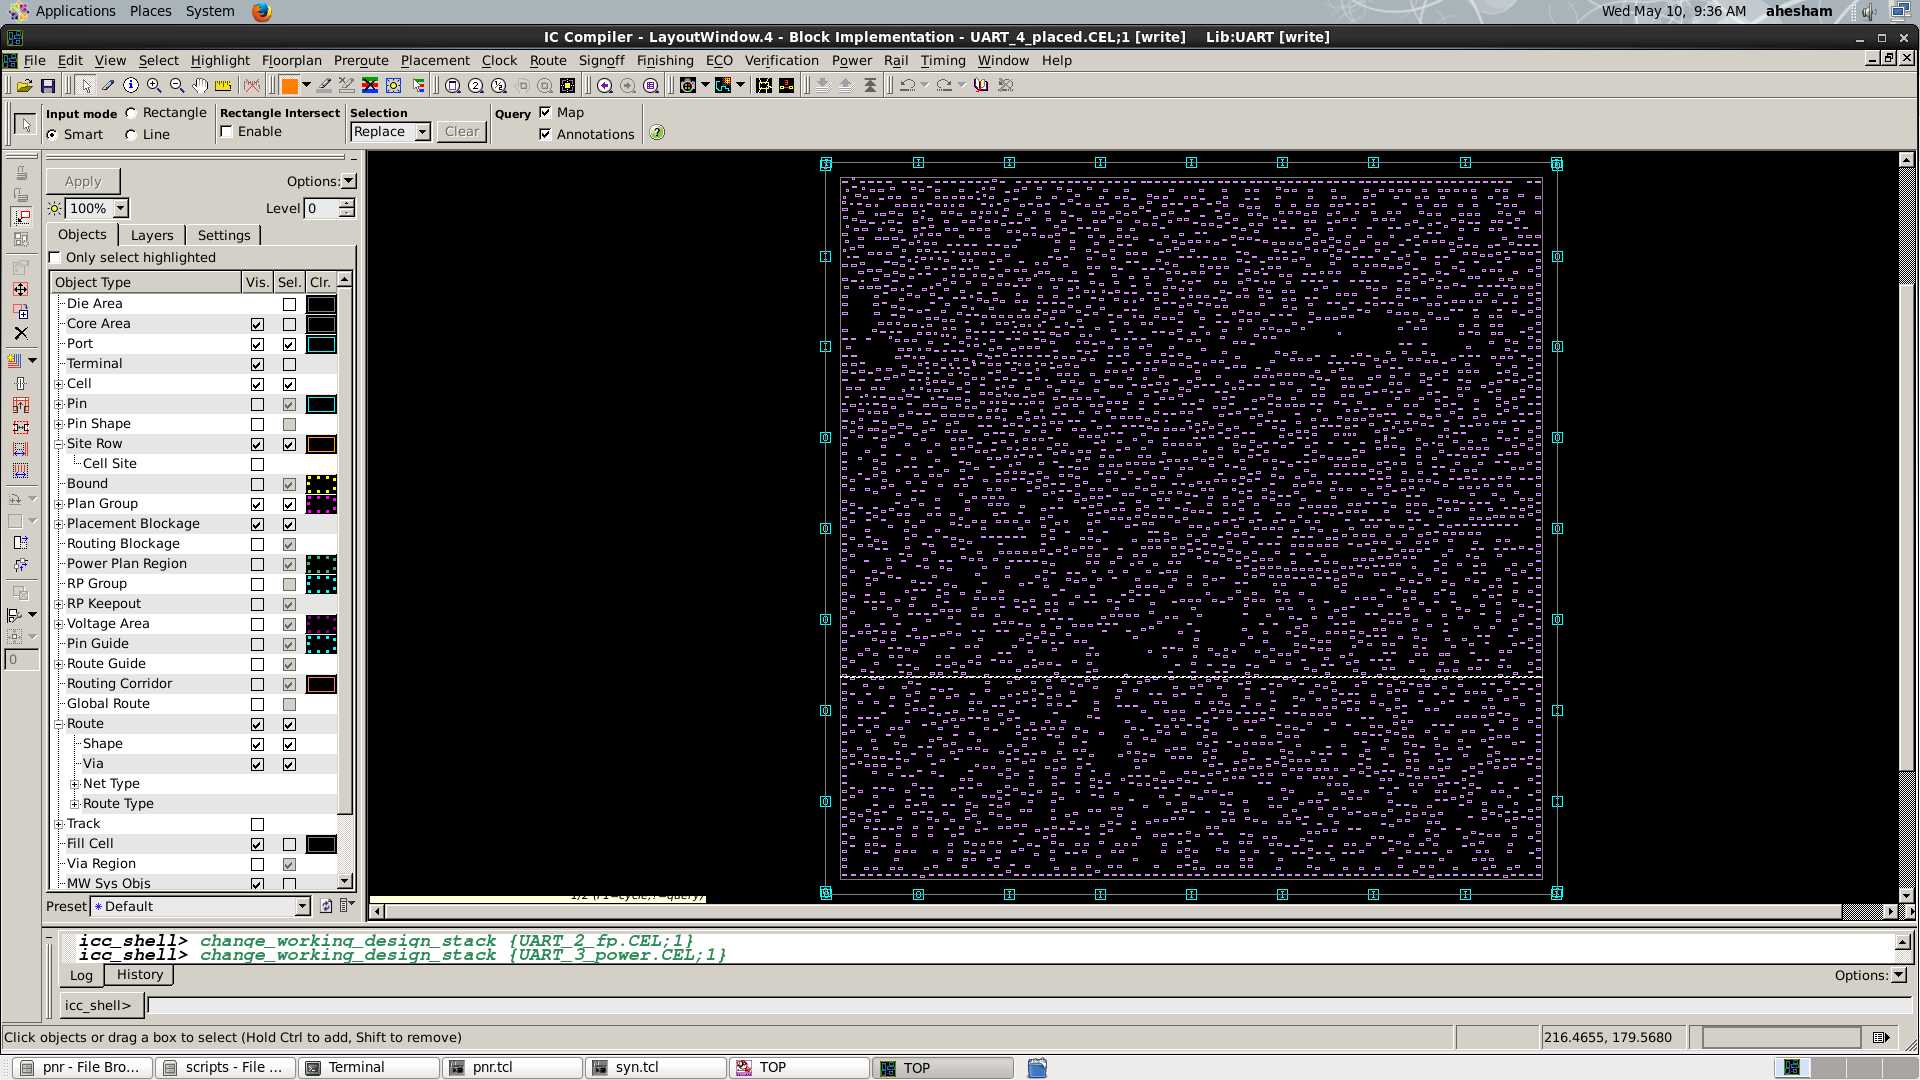 Applications Places System Wed May 10, 9:36 AM ahesham
IC Compiler - LayoutWindow.4 - Block Implementation - UART_4_placed.CEL;1 [write] Lib:UART [write]
File Edit View Select Highlight Floorplan Preroute Placement Clock Route Signoff Finishing ECO Verification Power Rail Timing Window Help
Input mode Rectangle Rectangle Intersect Selection Query Map
Smart Line Enable Replace Clear Annotations
Apply Options:
100% Level 0
Objects Layers Settings
Only select highlighted
Object Type Vis. Sel. Clr.
Die Area
Core Area
Port
Terminal
Cell
Pin
Pin Shape
Site Row
Cell Site
Bound
Plan Group
Placement Blockage
Routing Blockage
Power Plan Region
RP Group
RP Keepout
Voltage Area
Pin Guide
Route Guide
Routing Corridor
Global Route
Route
Shape
Via
Net Type
Route Type
Track
Fill Cell
Via Region
MW Sys Objs
Preset * Default
0
icc_shell> change_working_design_stack {UART_2_fp.CEL;1}
icc_shell> change_working_design_stack {UART_3_power.CEL;1}
Log History Options:
icc_shell>
Click objects or drag a box to select (Hold Ctrl to add, Shift to remove) 216.4655, 179.5680
pnr - File Bro... scripts - File ... Terminal pnr.tcl syn.tcl TOP TOP